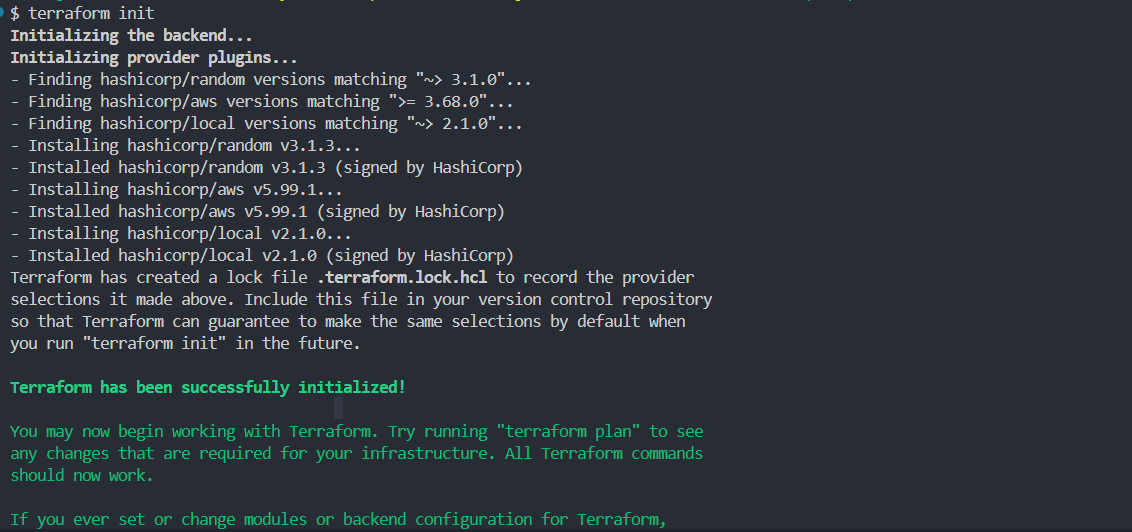 $ terraform init
Initializing the backend...
Initializing provider plugins...
- Finding hashicorp/random versions matching "~> 3.1.0"...
- Finding hashicorp/aws versions matching ">= 3.68.0"...
- Finding hashicorp/local versions matching "~> 2.1.0"...
- Installing hashicorp/random v3.1.3...
- Installed hashicorp/random v3.1.3 (signed by HashiCorp)
- Installing hashicorp/aws v5.99.1...
- Installed hashicorp/aws v5.99.1 (signed by HashiCorp)
- Installing hashicorp/local v2.1.0...
- Installed hashicorp/local v2.1.0 (signed by HashiCorp)
Terraform has created a lock file .terraform.lock.hcl to record the provider
selections it made above. Include this file in your version control repository
so that Terraform can guarantee to make the same selections by default when
you run "terraform init" in the future.
Terraform has been successfully initialized!
You may now begin working with Terraform. Try running "terraform plan" to see
any changes that are required for your infrastructure. All Terraform commands
should now work.
If you ever set or change modules or backend configuration for Terraform,